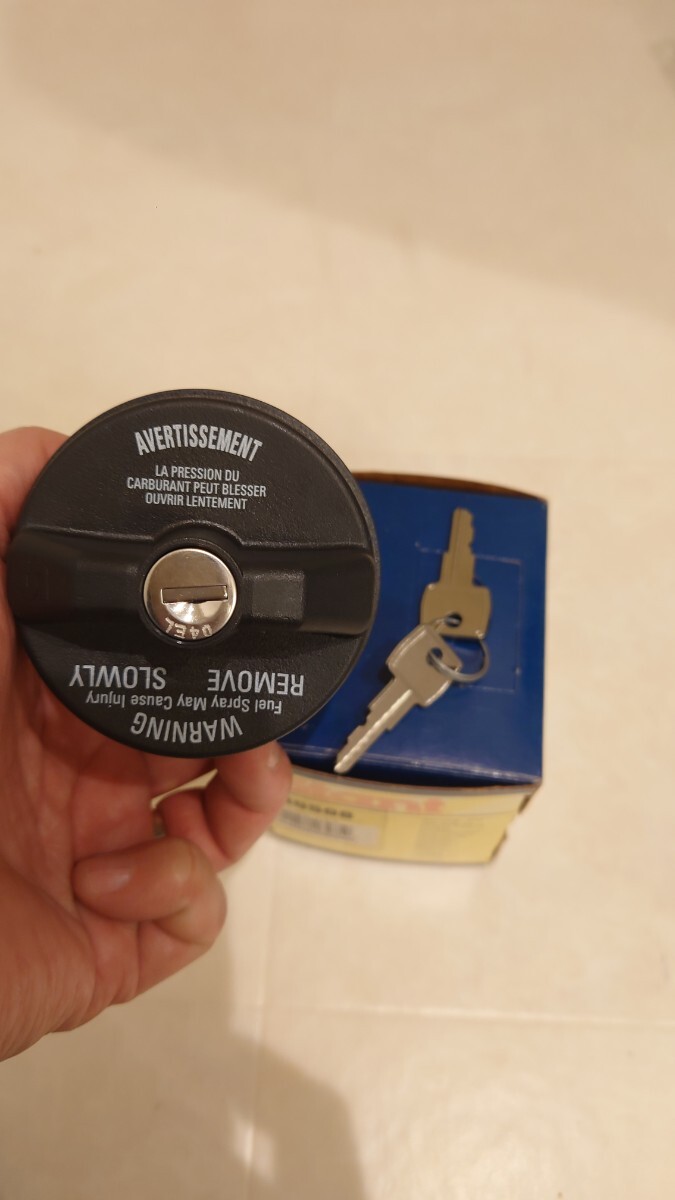 AVERTISSEMENT
LA PRESSION DU
CARBURANT PEUT BLESSER
OUVRIR LENTEMENT
WARNING
Fuel Spray May Cause Injury
REMOVE SLOWLY